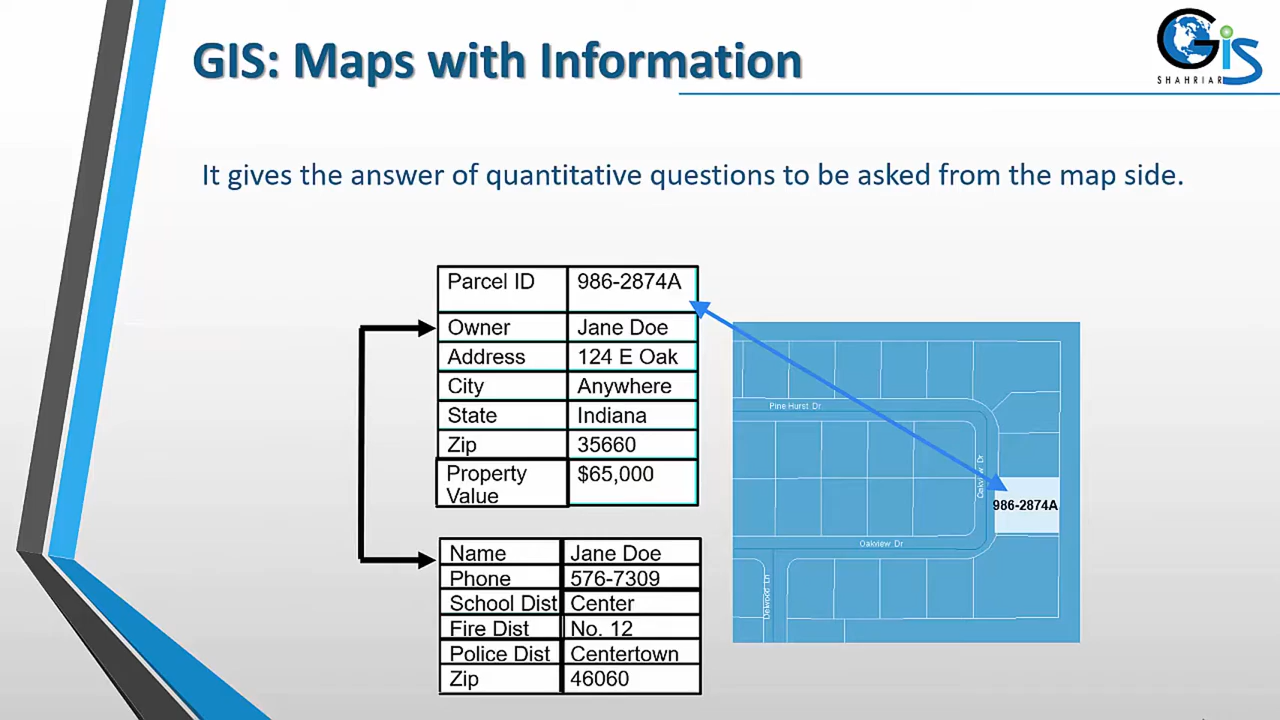 GIS: Maps with Information
GIS
SHAHRIAR
It gives the answer of quantitative questions to be asked from the map side.
Parcel ID 986-2874A
Owner Jane Doe
Address 124 E Oak
City Anywhere
State Indiana
Zip 35660
Property Value $65,000
Name Jane Doe
Phone 576-7309
School Dist Center
Fire Dist No. 12
Police Dist Centertown
Zip 46060
Pine Hurst Dr
Oakview Dr
986-2874A
Oakview Dr